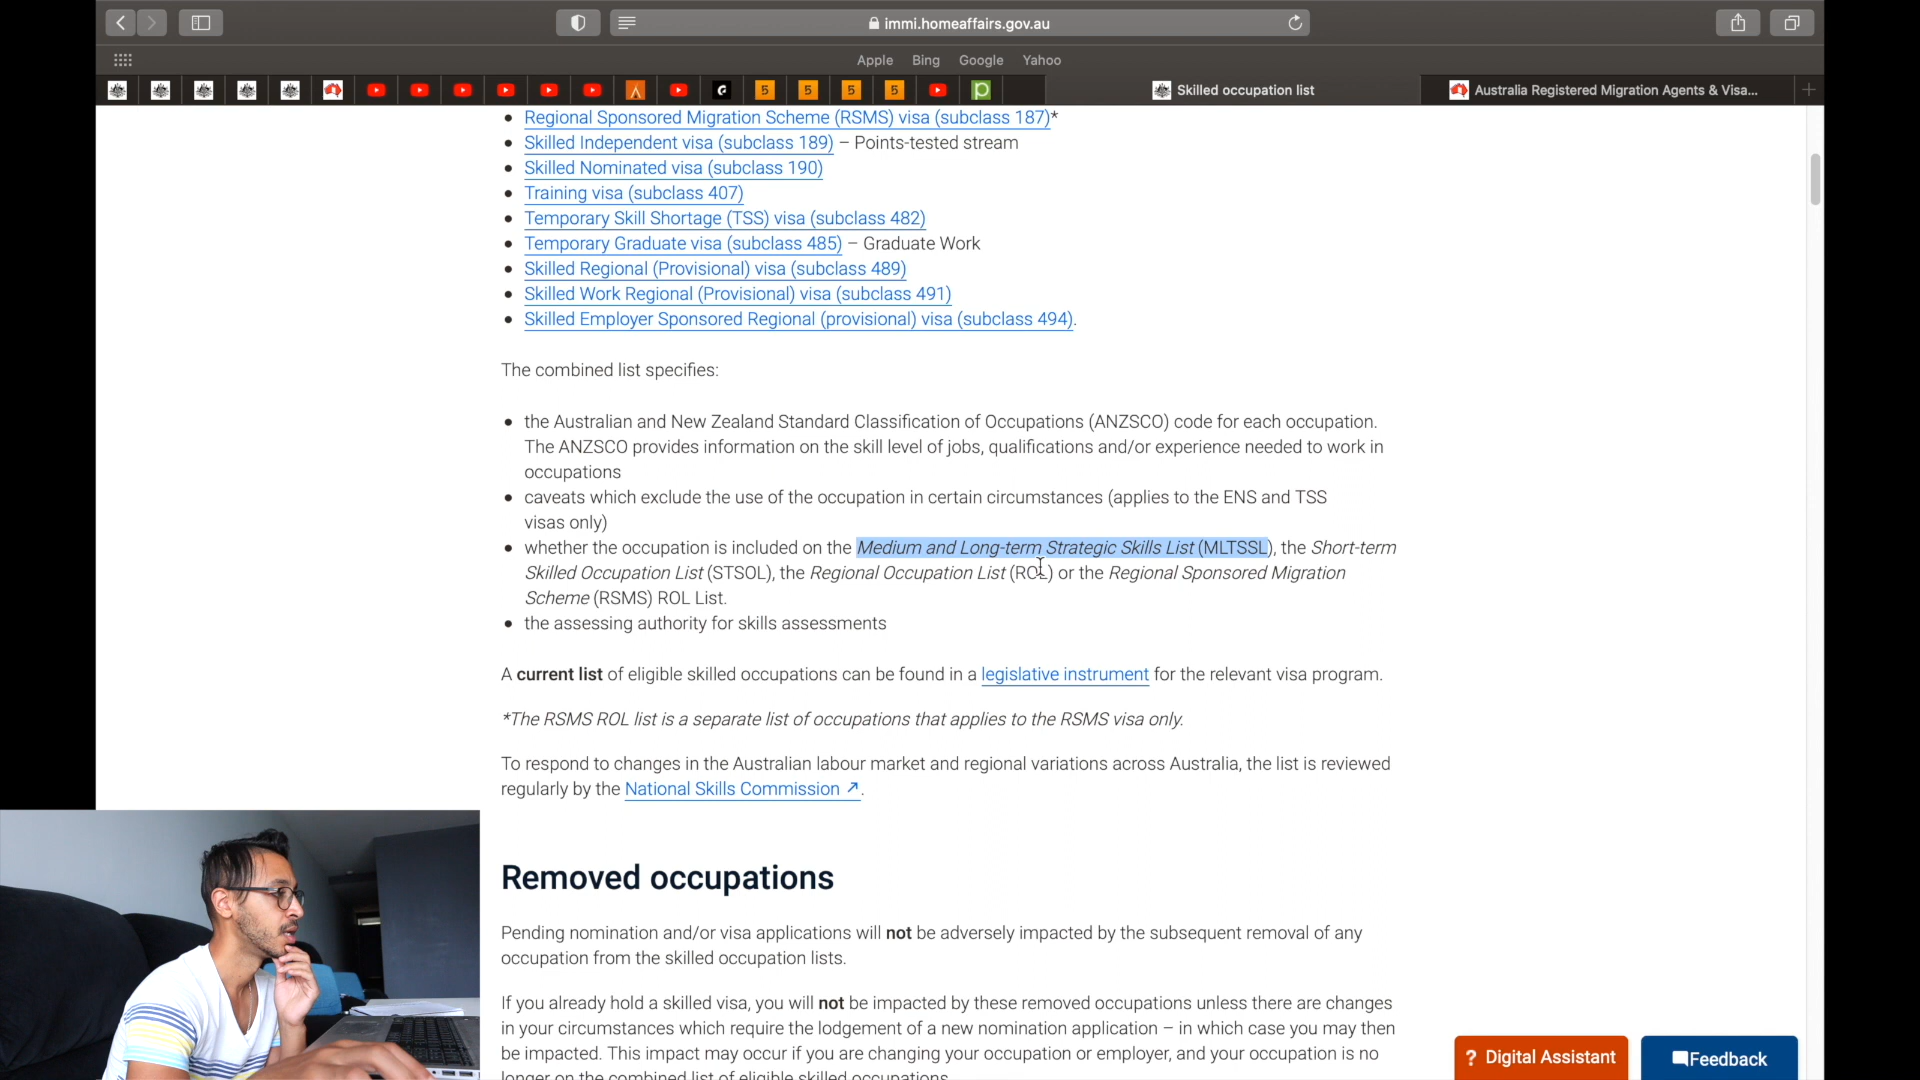 immi.homeaffairs.gov.au
Apple Bing Google Yahoo
5 5 5 5 Skilled occupation list Australia Registered Migration Agents & Visa...
• Regional Sponsored Migration Scheme (RSMS) visa (subclass 187)*
• Skilled Independent visa (subclass 189) – Points-tested stream
• Skilled Nominated visa (subclass 190)
• Training visa (subclass 407)
• Temporary Skill Shortage (TSS) visa (subclass 482)
• Temporary Graduate visa (subclass 485) – Graduate Work
• Skilled Regional (Provisional) visa (subclass 489)
• Skilled Work Regional (Provisional) visa (subclass 491)
• Skilled Employer Sponsored Regional (provisional) visa (subclass 494).
The combined list specifies:
• the Australian and New Zealand Standard Classification of Occupations (ANZSCO) code for each occupation.
The ANZSCO provides information on the skill level of jobs, qualifications and/or experience needed to work in
occupations
• caveats which exclude the use of the occupation in certain circumstances (applies to the ENS and TSS
visas only)
• whether the occupation is included on the Medium and Long-term Strategic Skills List (MLTSSL), the Short-term
Skilled Occupation List (STSOL), the Regional Occupation List (ROL) or the Regional Sponsored Migration
Scheme (RSMS) ROL List.
• the assessing authority for skills assessments
A current list of eligible skilled occupations can be found in a legislative instrument for the relevant visa program.
*The RSMS ROL list is a separate list of occupations that applies to the RSMS visa only.
To respond to changes in the Australian labour market and regional variations across Australia, the list is reviewed
regularly by the National Skills Commission ↗.
Removed occupations
Pending nomination and/or visa applications will not be adversely impacted by the subsequent removal of any
occupation from the skilled occupation lists.
If you already hold a skilled visa, you will not be impacted by these removed occupations unless there are changes
in your circumstances which require the lodgement of a new nomination application – in which case you may then
be impacted. This impact may occur if you are changing your occupation or employer, and your occupation is no
longer on the combined list of eligible skilled occupations.
? Digital Assistant
Feedback